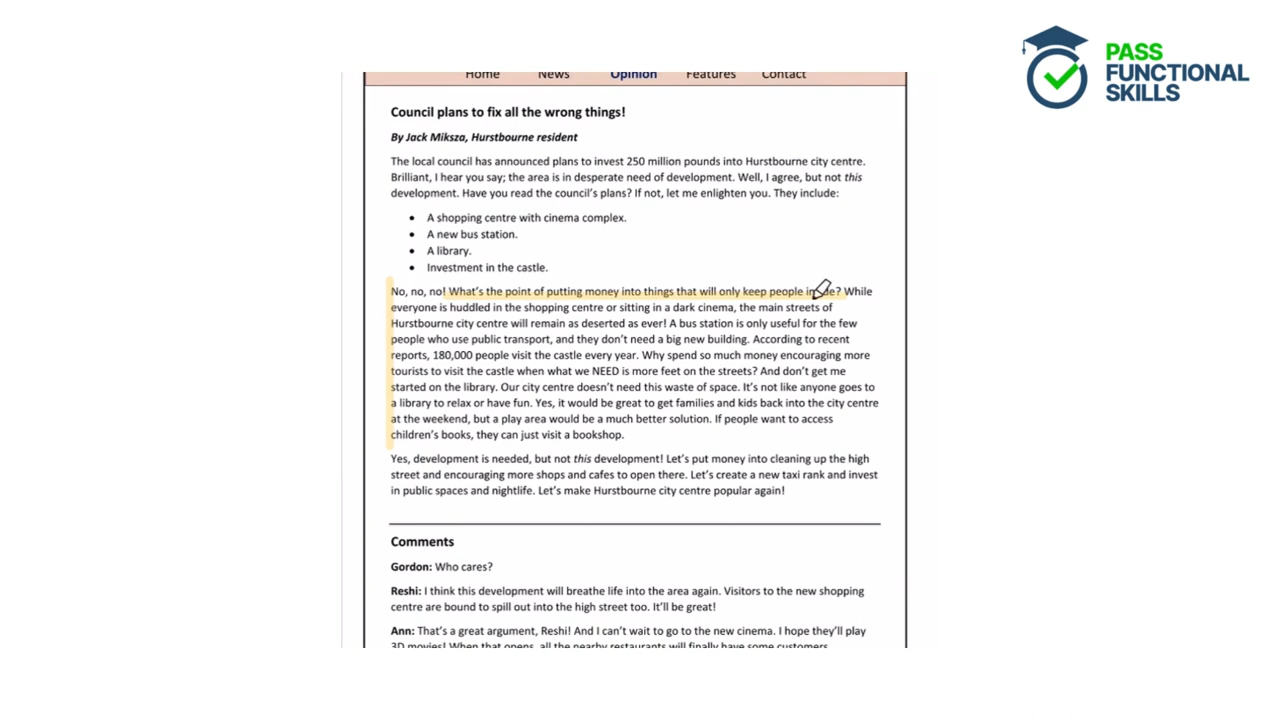 PASS
FUNCTIONAL
SKILLS
Home News Opinion Features Contact
Council plans to fix all the wrong things!
By Jack Miksza, Hurstbourne resident
The local council has announced plans to invest 250 million pounds into Hurstbourne city centre.
Brilliant, I hear you say; the area is in desperate need of development. Well, I agree, but not this
development. Have you read the council's plans? If not, let me enlighten you. They include:
• A shopping centre with cinema complex.
• A new bus station.
• A library.
• Investment in the castle.
No, no, no! What's the point of putting money into things that will only keep people inside? While
everyone is huddled in the shopping centre or sitting in a dark cinema, the main streets of
Hurstbourne city centre will remain as deserted as ever! A bus station is only useful for the few
people who use public transport, and they don't need a big new building. According to recent
reports, 180,000 people visit the castle every year. Why spend so much money encouraging more
tourists to visit the castle when what we NEED is more feet on the streets? And don't get me
started on the library. Our city centre doesn't need this waste of space. It's not like anyone goes to
a library to relax or have fun. Yes, it would be great to get families and kids back into the city centre
at the weekend, but a play area would be a much better solution. If people want to access
children's books, they can just visit a bookshop.
Yes, development is needed, but not this development! Let's put money into cleaning up the high
street and encouraging more shops and cafes to open there. Let's create a new taxi rank and invest
in public spaces and nightlife. Let's make Hurstbourne city centre popular again!
Comments
Gordon: Who cares?
Reshi: I think this development will breathe life into the area again. Visitors to the new shopping
centre are bound to spill out into the high street too. It'll be great!
Ann: That's a great argument, Reshi! And I can't wait to go to the new cinema. I hope they'll play
3D movies! When that opens, all the nearby restaurants will finally have some customers